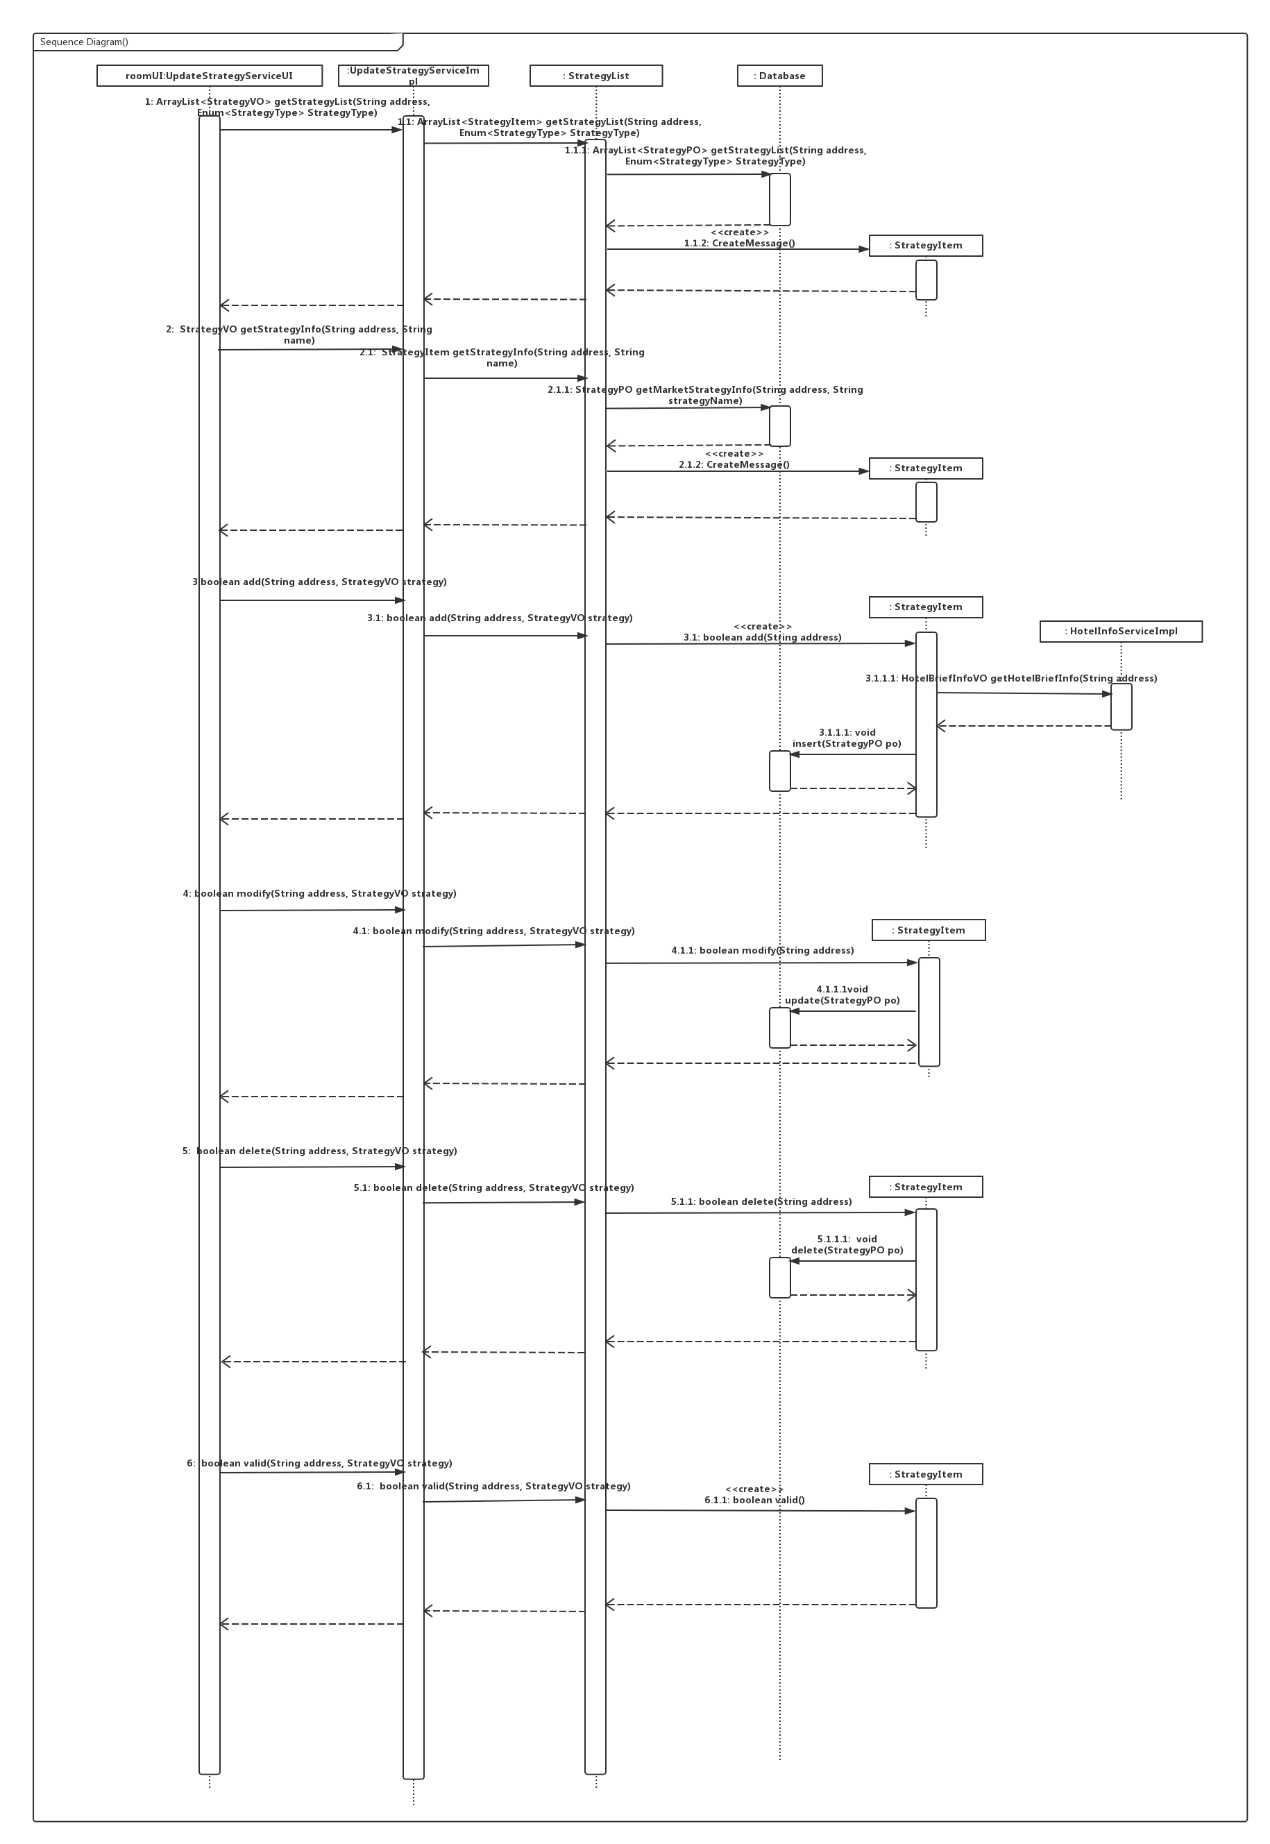 Sequence Diagram()
roomUI:UpdateStrategyServiceUI
:UpdateStrategyServiceIm
pl
: StrategyList
: Database
1: ArrayList<StrategyVO> getStrategyList(String address,
Enum<StrategyType> StrategyType)
1.1: ArrayList<StrategyItem> getStrategyList(String address,
Enum<StrategyType> StrategyType)
1.1.1: ArrayList<StrategyPO> getStrategyList(String address,
Enum<StrategyType> StrategyType)
<<create>>
1.1.2: CreateMessage()
: StrategyItem
2:  StrategyVO getStrategyInfo(String address, String
name)
2.1:  StrategyItem getStrategyInfo(String address, String
name)
2.1.1: StrategyPO getMarketStrategyInfo(String address, String
strategyName)
<<create>>
2.1.2: CreateMessage()
: StrategyItem
3 boolean add(String address, StrategyVO strategy)
: StrategyItem
3.1: boolean add(String address, StrategyVO strategy)
<<create>>
3.1: boolean add(String address)
: HotelInfoServiceImpl
3.1.1.1: HotelBriefInfoVO getHotelBriefInfo(String address)
3.1.1.1: void
insert(StrategyPO po)
4: boolean modify(String address, StrategyVO strategy)
4.1: boolean modify(String address, StrategyVO strategy)
: StrategyItem
4.1.1: boolean modify(String address)
4.1.1.1void
update(StrategyPO po)
5:  boolean delete(String address, StrategyVO strategy)
5.1: boolean delete(String address, StrategyVO strategy)
: StrategyItem
5.1.1: boolean delete(String address)
5.1.1.1:  void
delete(StrategyPO po)
6:  boolean valid(String address, StrategyVO strategy)
6.1:  boolean valid(String address, StrategyVO strategy)
: StrategyItem
<<create>>
6.1.1: boolean valid()